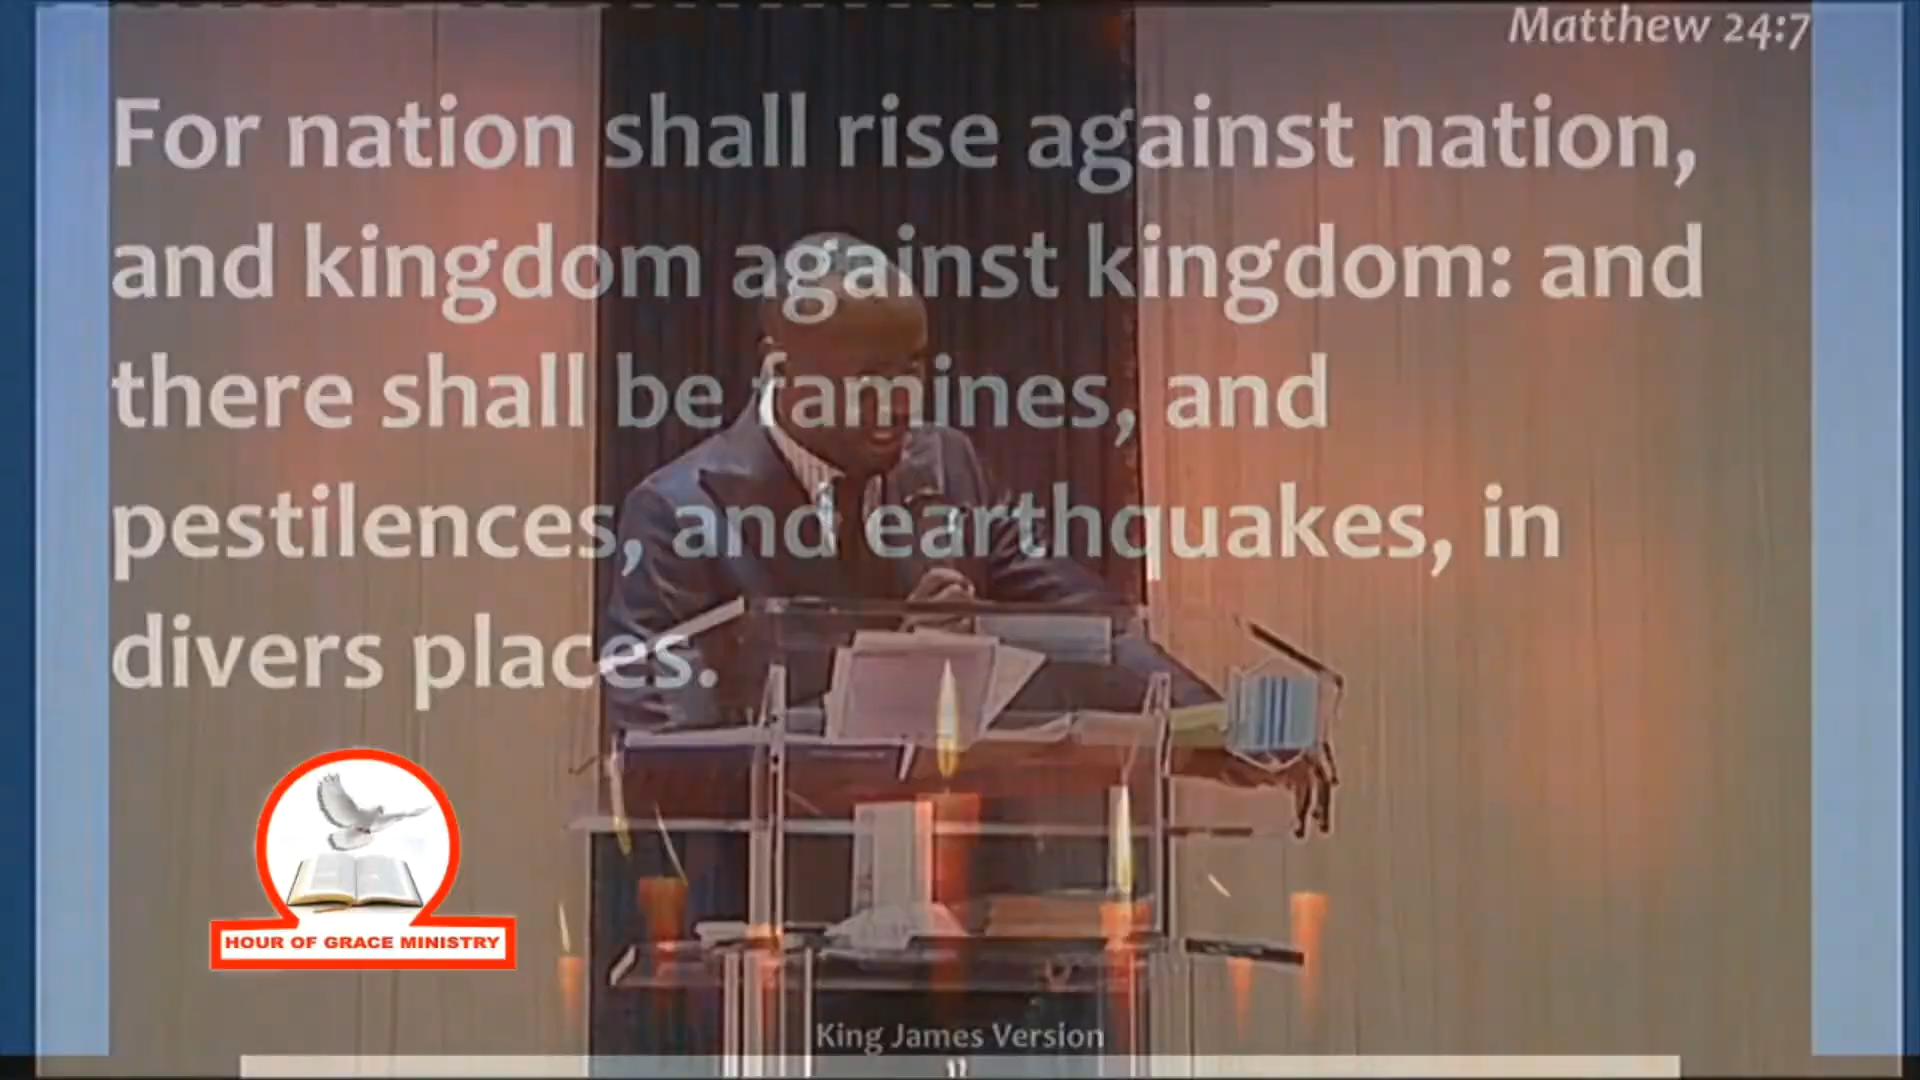 Matthew 24:7
For nation shall rise against nation,
and kingdom against kingdom: and
there shall be famines, and
pestilences, and earthquakes, in
divers places.
HOUR OF GRACE MINISTRY
King James Version